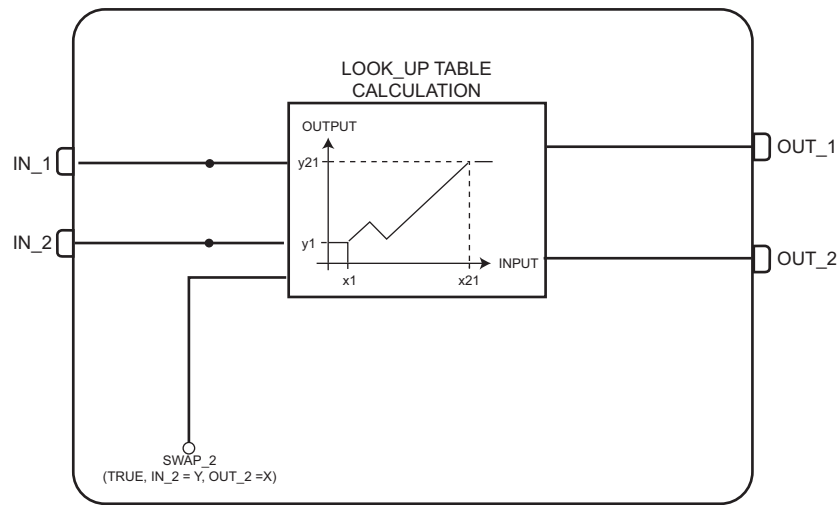 LOOK_UP TABLE
CALCULATION
OUTPUT
y21
y1
x1
x21
INPUT
IN_1
IN_2
OUT_1
OUT_2
SWAP_2
(TRUE, IN_2 = Y, OUT_2 =X)